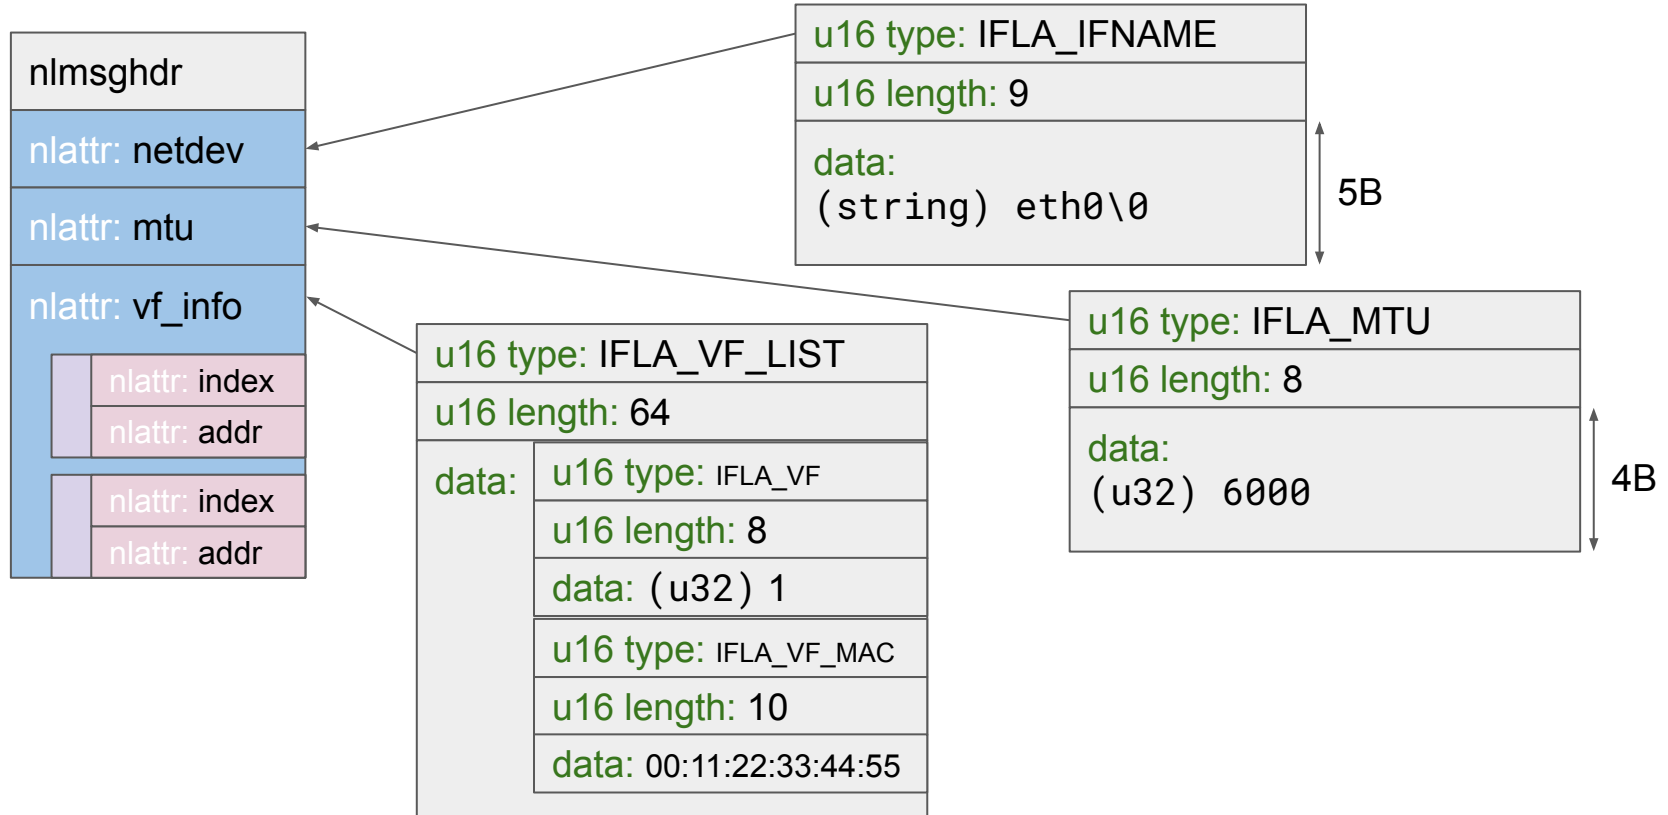 nlmsghdr
nlattr: netdev
nlattr: mtu
nlattr: vf_info
nlattr: index
nlattr: addr
nlattr: index
nlattr: addr
u16 type: IFLA_IFNAME
u16 length: 9
data:
(string) eth0\0
5B
u16 type: IFLA_MTU
u16 length: 8
data:
(u32) 6000
4B
u16 type: IFLA_VF_LIST
u16 length: 64
data:
u16 type: IFLA_VF
u16 length: 8
data: (u32) 1
u16 type: IFLA_VF_MAC
u16 length: 10
data: 00:11:22:33:44:55